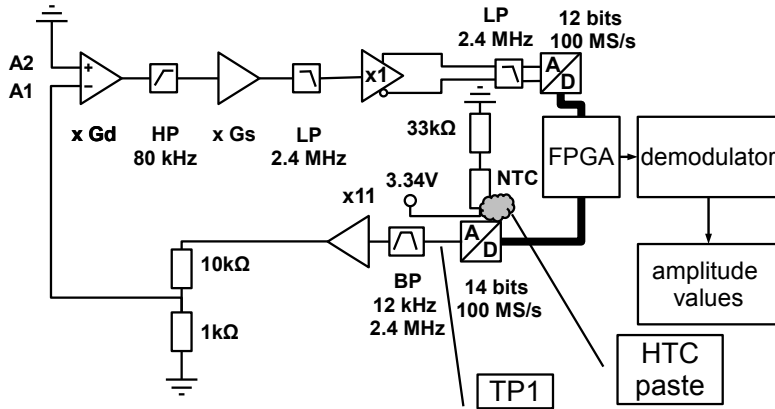 LP
2.4 MHz
12 bits
100 MS/s
A2
A1
+
−
x Gd
HP
80 kHz
x Gs
LP
2.4 MHz
x1
A
D
33kΩ
NTC
3.34V
FPGA
demodulator
x11
10kΩ
1kΩ
BP
12 kHz
2.4 MHz
A
D
14 bits
100 MS/s
amplitude
values
TP1
HTC
paste